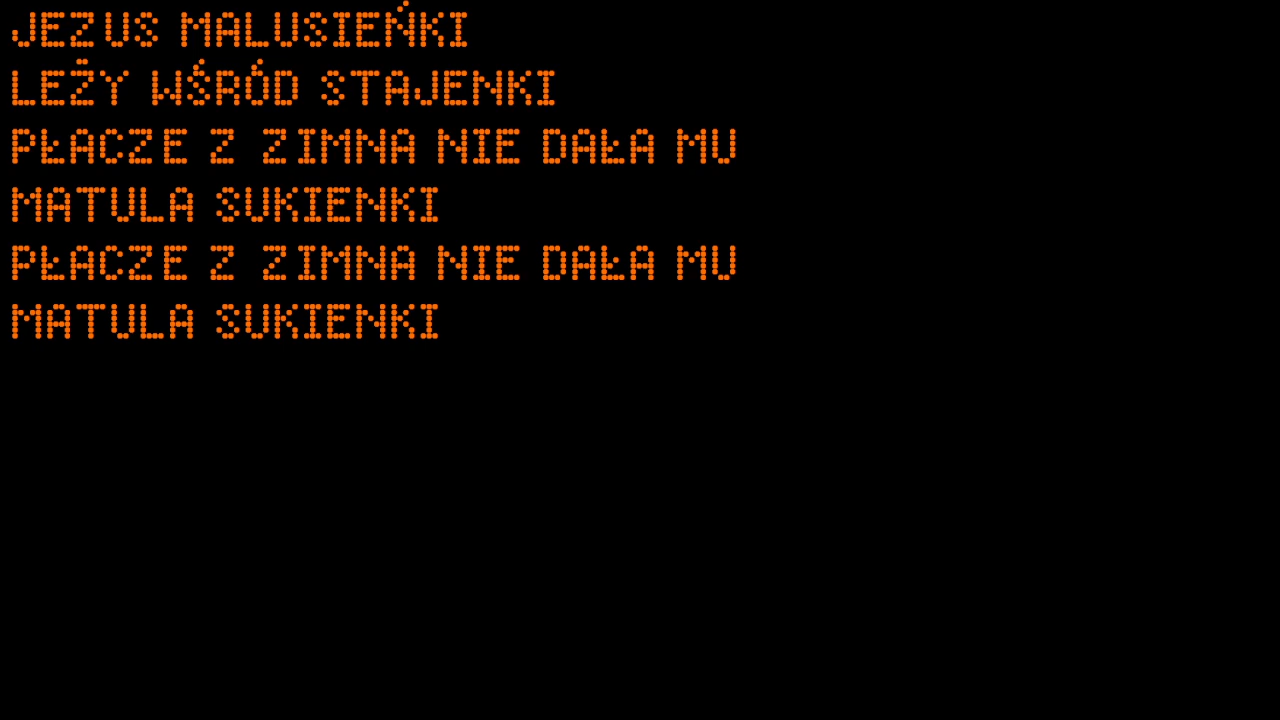 JEZUS MALUSIEŃKI
LEŻY WŚRÓD STAJENKI
PŁACZE Z ZIMNA NIE DAŁA MU
MATULA SUKIENKI
PŁACZE Z ZIMNA NIE DAŁA MU
MATULA SUKIENKI